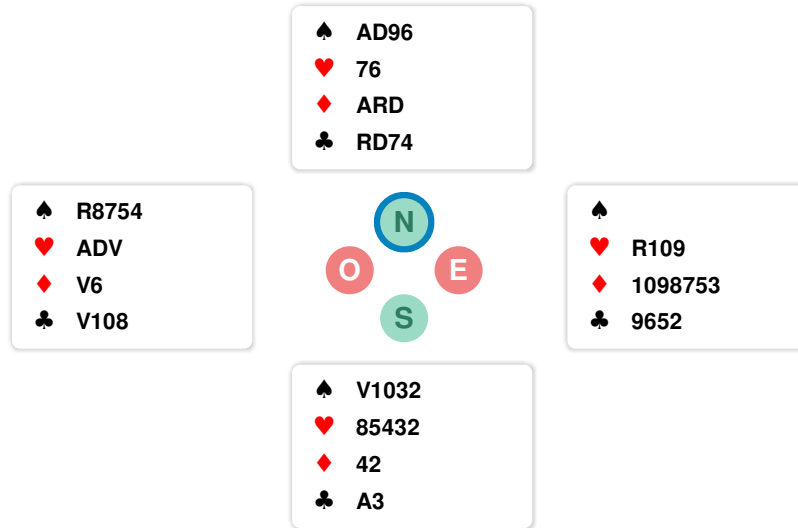 ♠ AD96
♥ 76
♦ ARD
♣ RD74
♠ R8754
♥ ADV
♦ V6
♣ V108
N
O
E
S
♠
♥ R109
♦ 1098753
♣ 9652
♠ V1032
♥ 85432
♦ 42
♣ A3